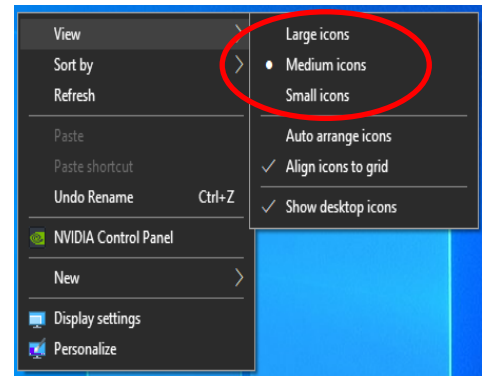 View
Sort by
Refresh
Paste
Paste shortcut
Undo Rename Ctrl+Z
NVIDIA Control Panel
New
Display settings
Personalize
Large icons
Medium icons
Small icons
Auto arrange icons
Align icons to grid
Show desktop icons